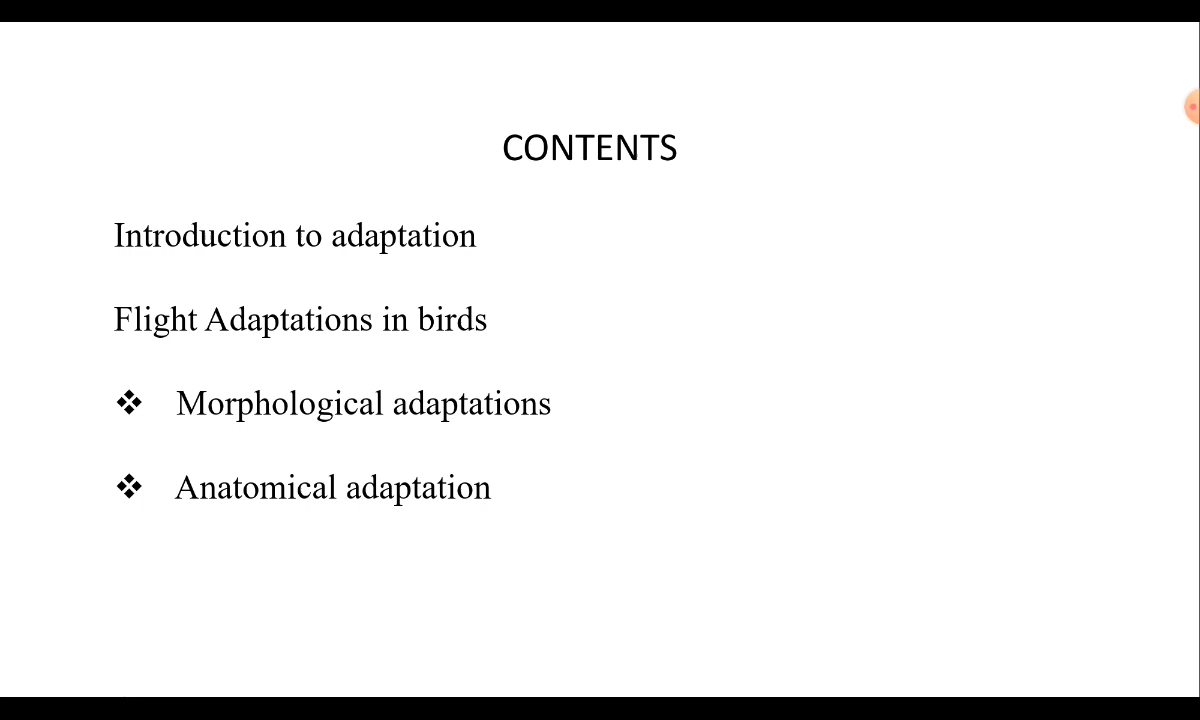 CONTENTS
Introduction to adaptation
Flight Adaptations in birds
❖ Morphological adaptations
❖ Anatomical adaptation